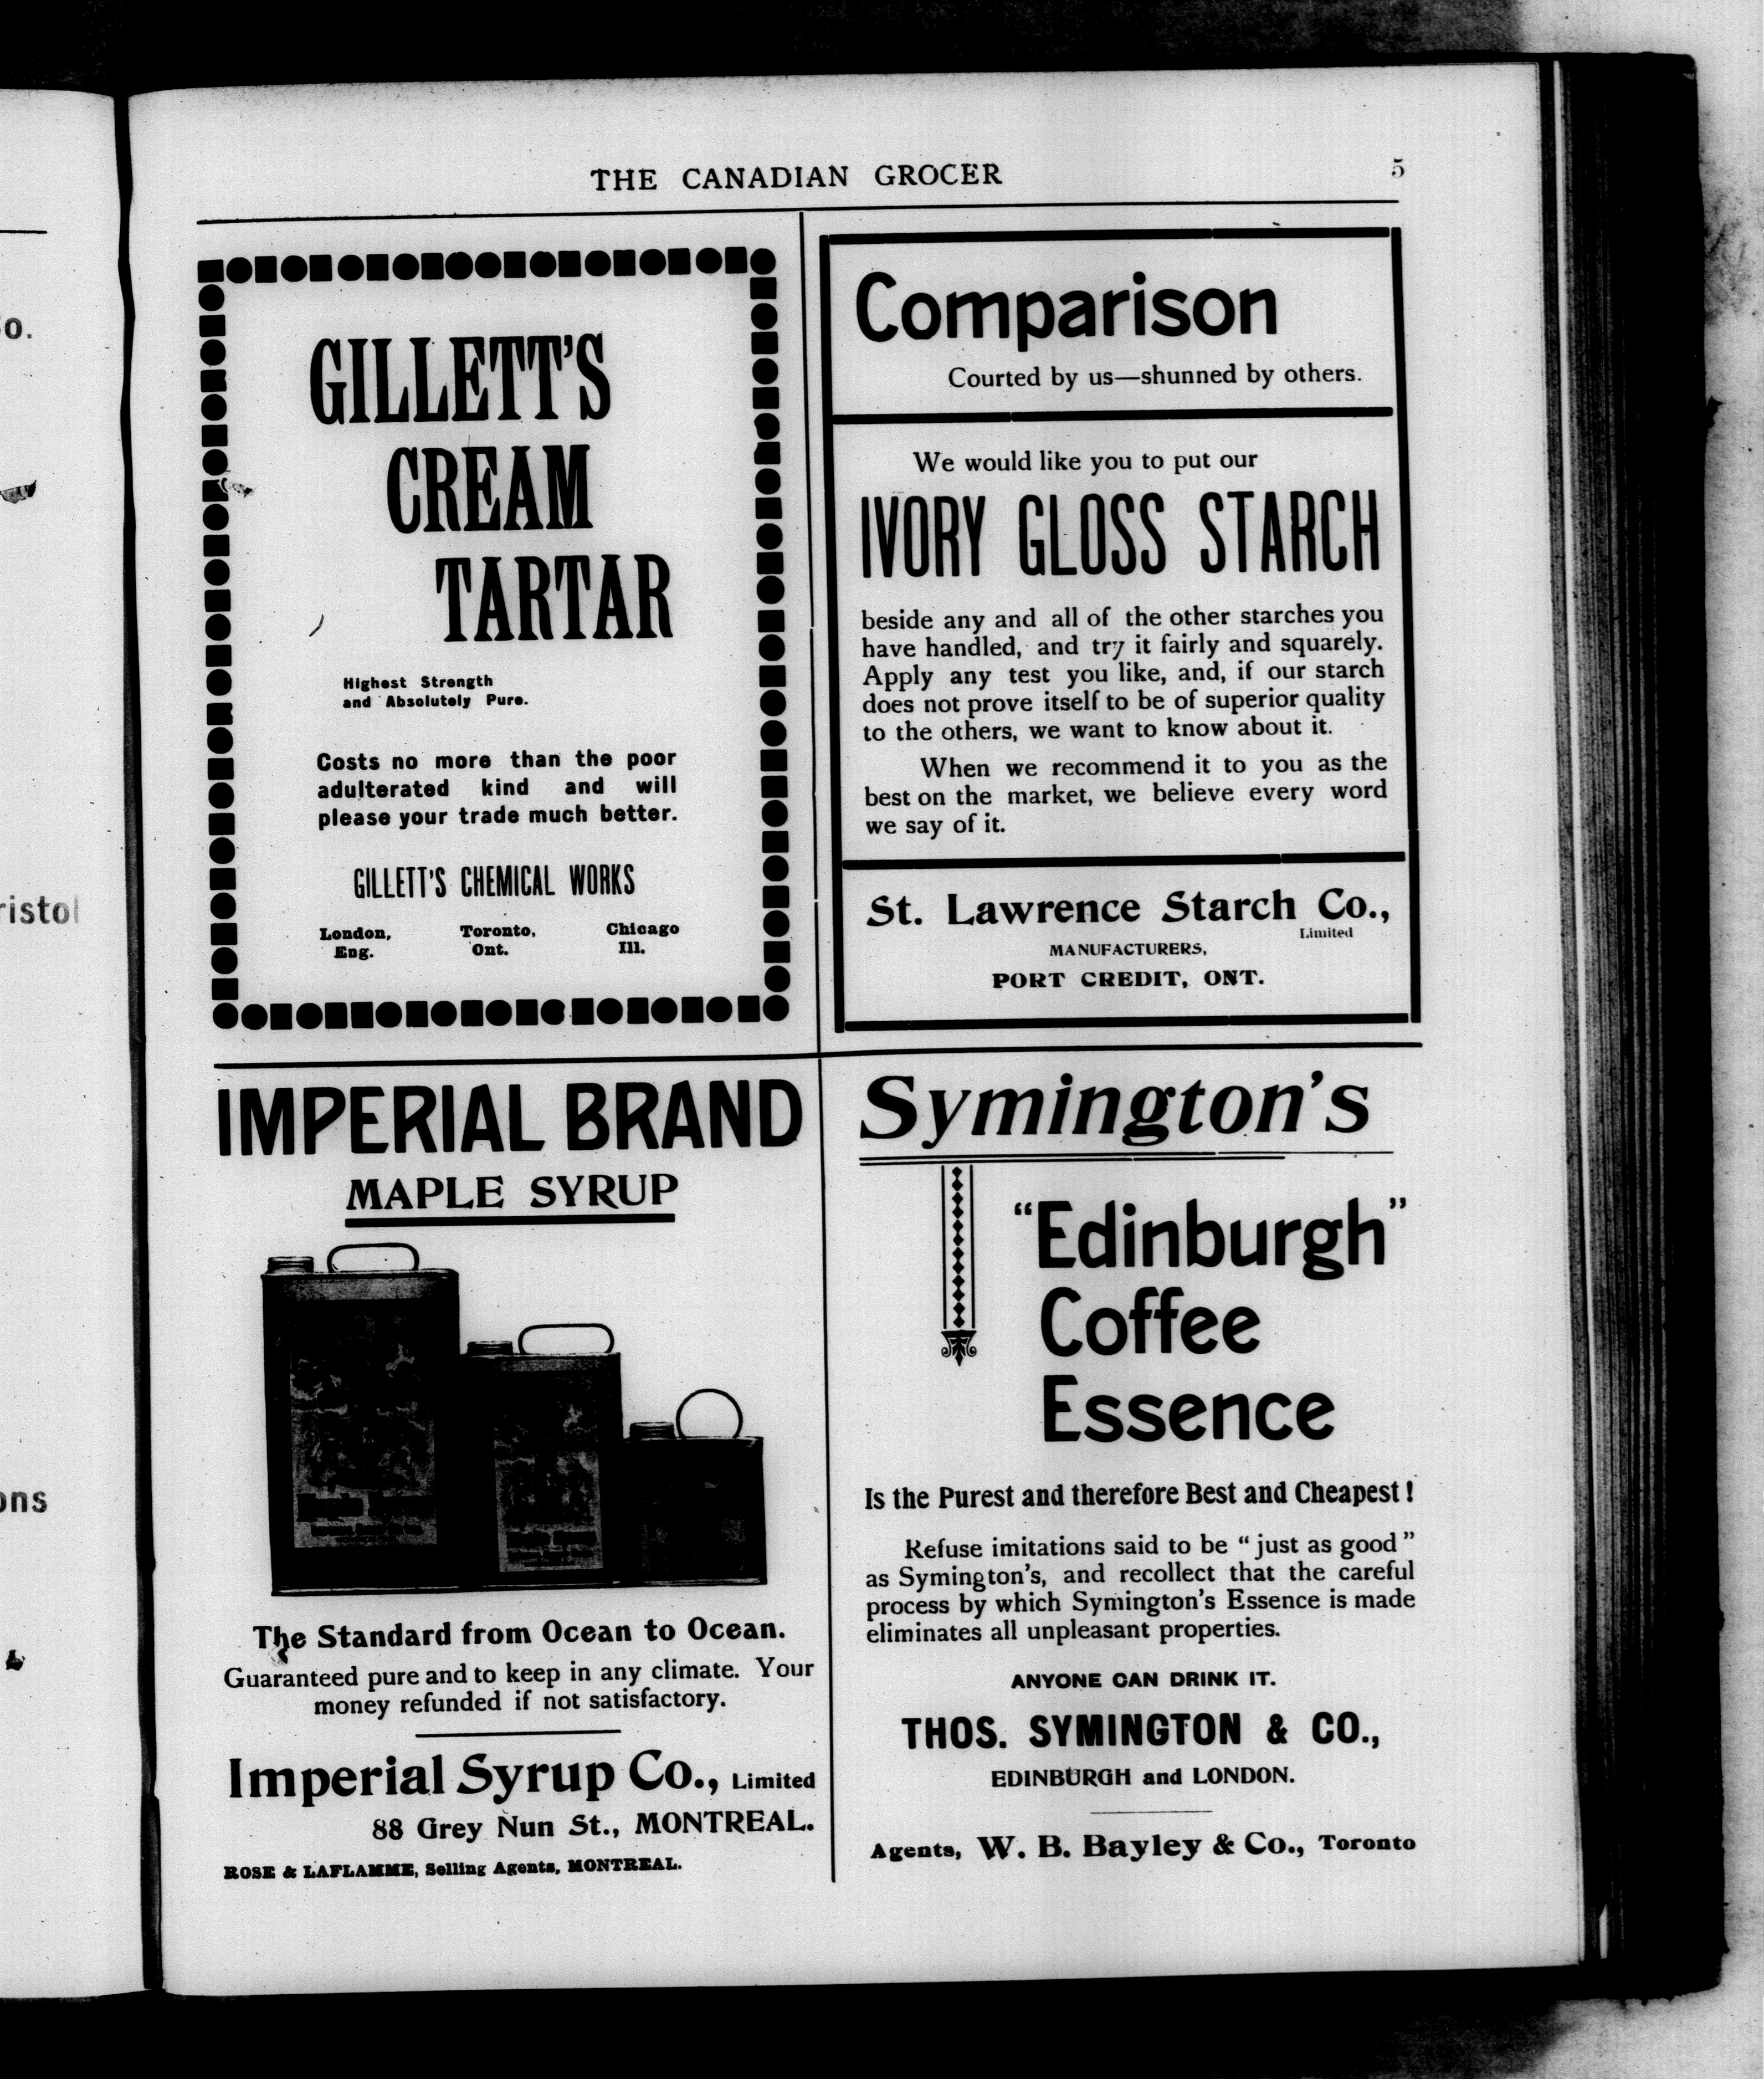 THE CANADIAN GROCER 5
GILLETT'S
CREAM
TARTAR
Highest Strength
and Absolutely Pure.
Costs no more than the poor
adulterated kind and will
please your trade much better.
GILLETT'S CHEMICAL WORKS
London, Toronto, Chicago
Eng. Ont. Ill.
Comparison
Courted by us—shunned by others.
We would like you to put our
IVORY GLOSS STARCH
beside any and all of the other starches you
have handled, and try it fairly and squarely.
Apply any test you like, and, if our starch
does not prove itself to be of superior quality
to the others, we want to know about it.
When we recommend it to you as the
best on the market, we believe every word
we say of it.
St. Lawrence Starch Co.,
Limited
MANUFACTURERS,
PORT CREDIT, ONT.
IMPERIAL BRAND
MAPLE SYRUP
The Standard from Ocean to Ocean.
Guaranteed pure and to keep in any climate. Your
money refunded if not satisfactory.
Imperial Syrup Co., Limited
88 Grey Nun St., MONTREAL.
ROSE & LAFLAMME, Selling Agents, MONTREAL.
Symington's
"Edinburgh"
Coffee
Essence
Is the Purest and therefore Best and Cheapest!
Refuse imitations said to be "just as good"
as Symington's, and recollect that the careful
process by which Symington's Essence is made
eliminates all unpleasant properties.
ANYONE CAN DRINK IT.
THOS. SYMINGTON & CO.,
EDINBURGH and LONDON.
Agents, W. B. Bayley & Co., Toronto